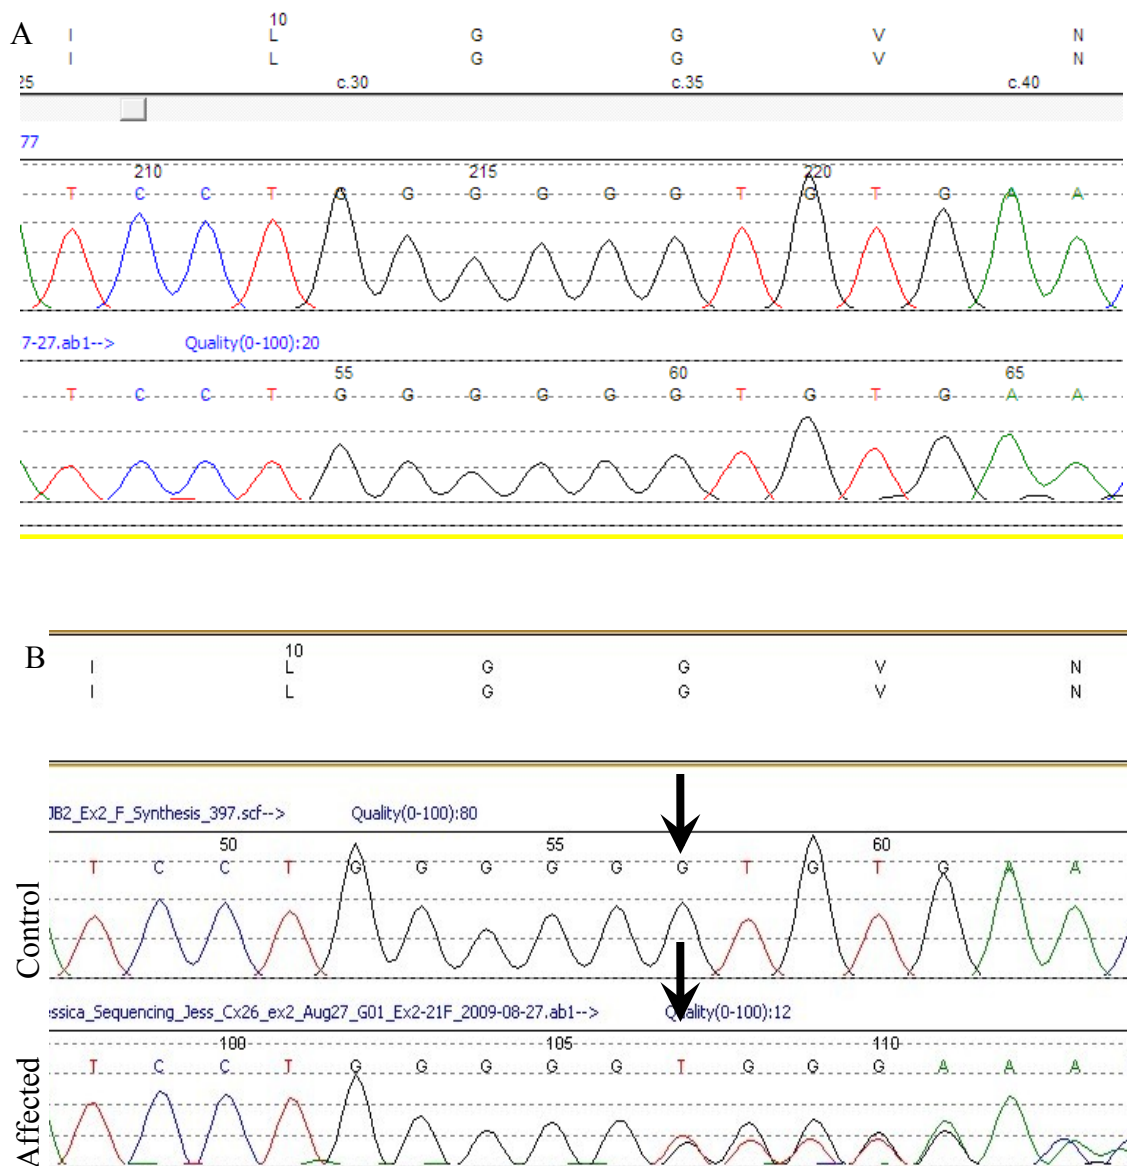 A
10
I L G G V N
I L G G V N
25 c.30 c.35 c.40
77
210 215 220
T C C T G G G G G G T G T G A A
7-27.ab1--> Quality(0-100):20
55 60 65
T C C T G G G G G G T G T G A A
B
10
I L G G V N
I L G G V N
Control
JB2_Ex2_F_Synthesis_397.scf--> Quality(0-100):80
50 55 60
T C C T G G G G G G T G T G A A
Affected
essica_Sequencing_Jess_Cx26_ex2_Aug27_G01_Ex2-21F_2009-08-27.ab1--> Quality(0-100):12
100 105 110
T C C T G G G G G T G G G A A A